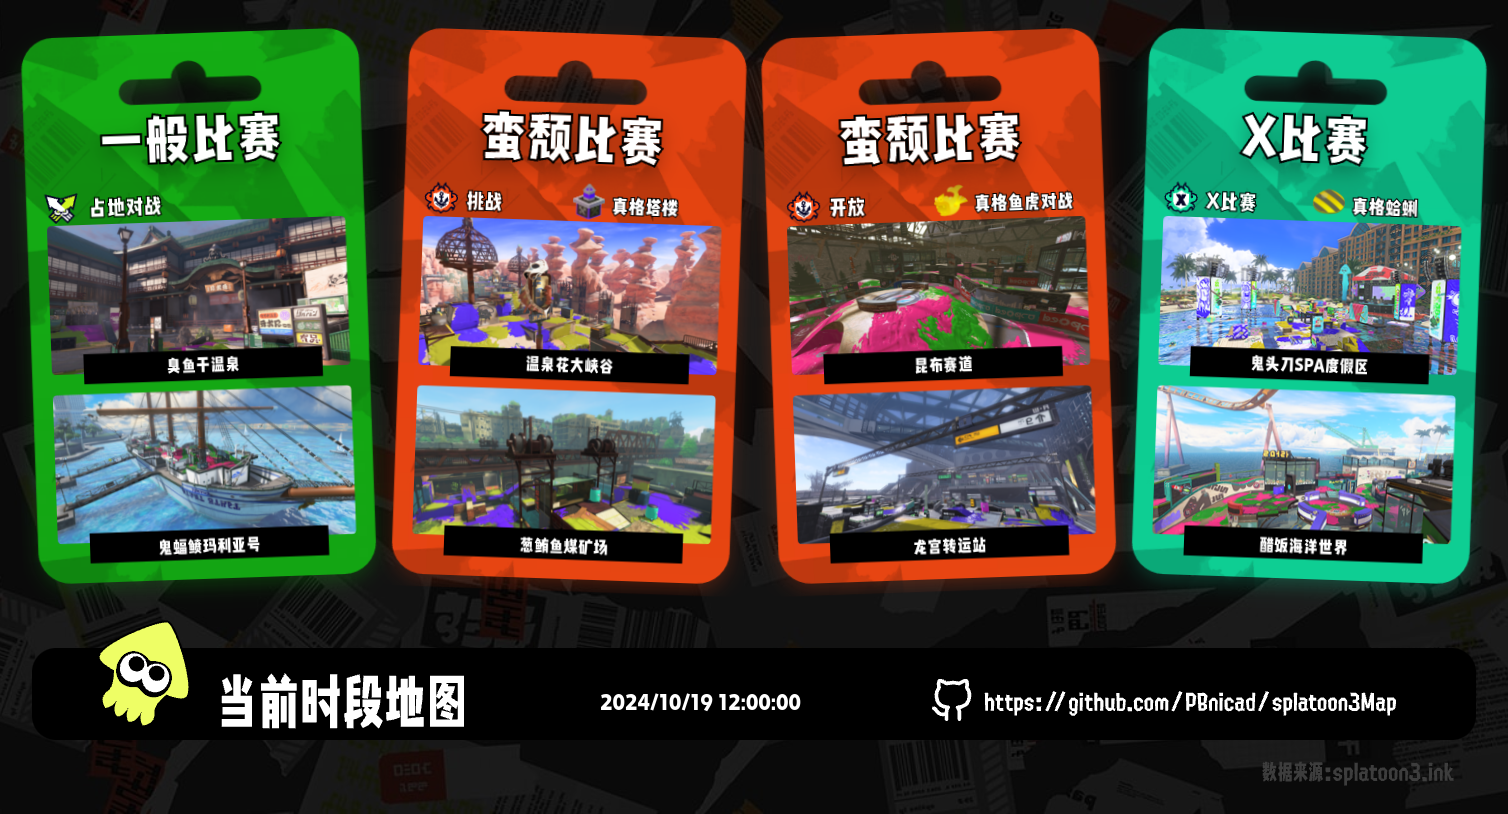 一般比赛
占地对战
臭鱼干温泉
鬼蝠鲼玛利亚号
蛮颓比赛
挑战
真格塔楼
温泉花大峡谷
葱鲔鱼煤矿场
蛮颓比赛
开放
真格鱼虎对战
昆布赛道
龙宫转运站
X比赛
X比赛
真格蛤蜊
鬼头刀SPA度假区
醋饭海洋世界
当前时段地图
2024/10/19 12:00:00
https://github.com/PBnicad/splatoon3Map
数据来源:splatoon3.ink